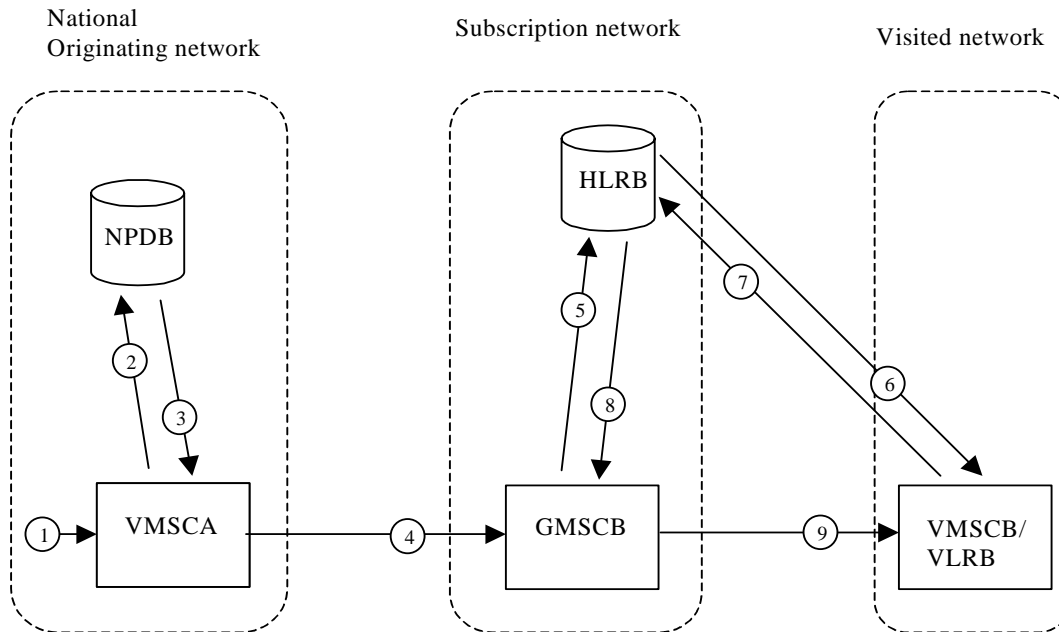 National
Originating network
Subscription network
Visited network
HLRB
NPDB
7
5
2
6
3
8
VMSCA
GMSCB
VMSCB/
VLRB
1
4
9